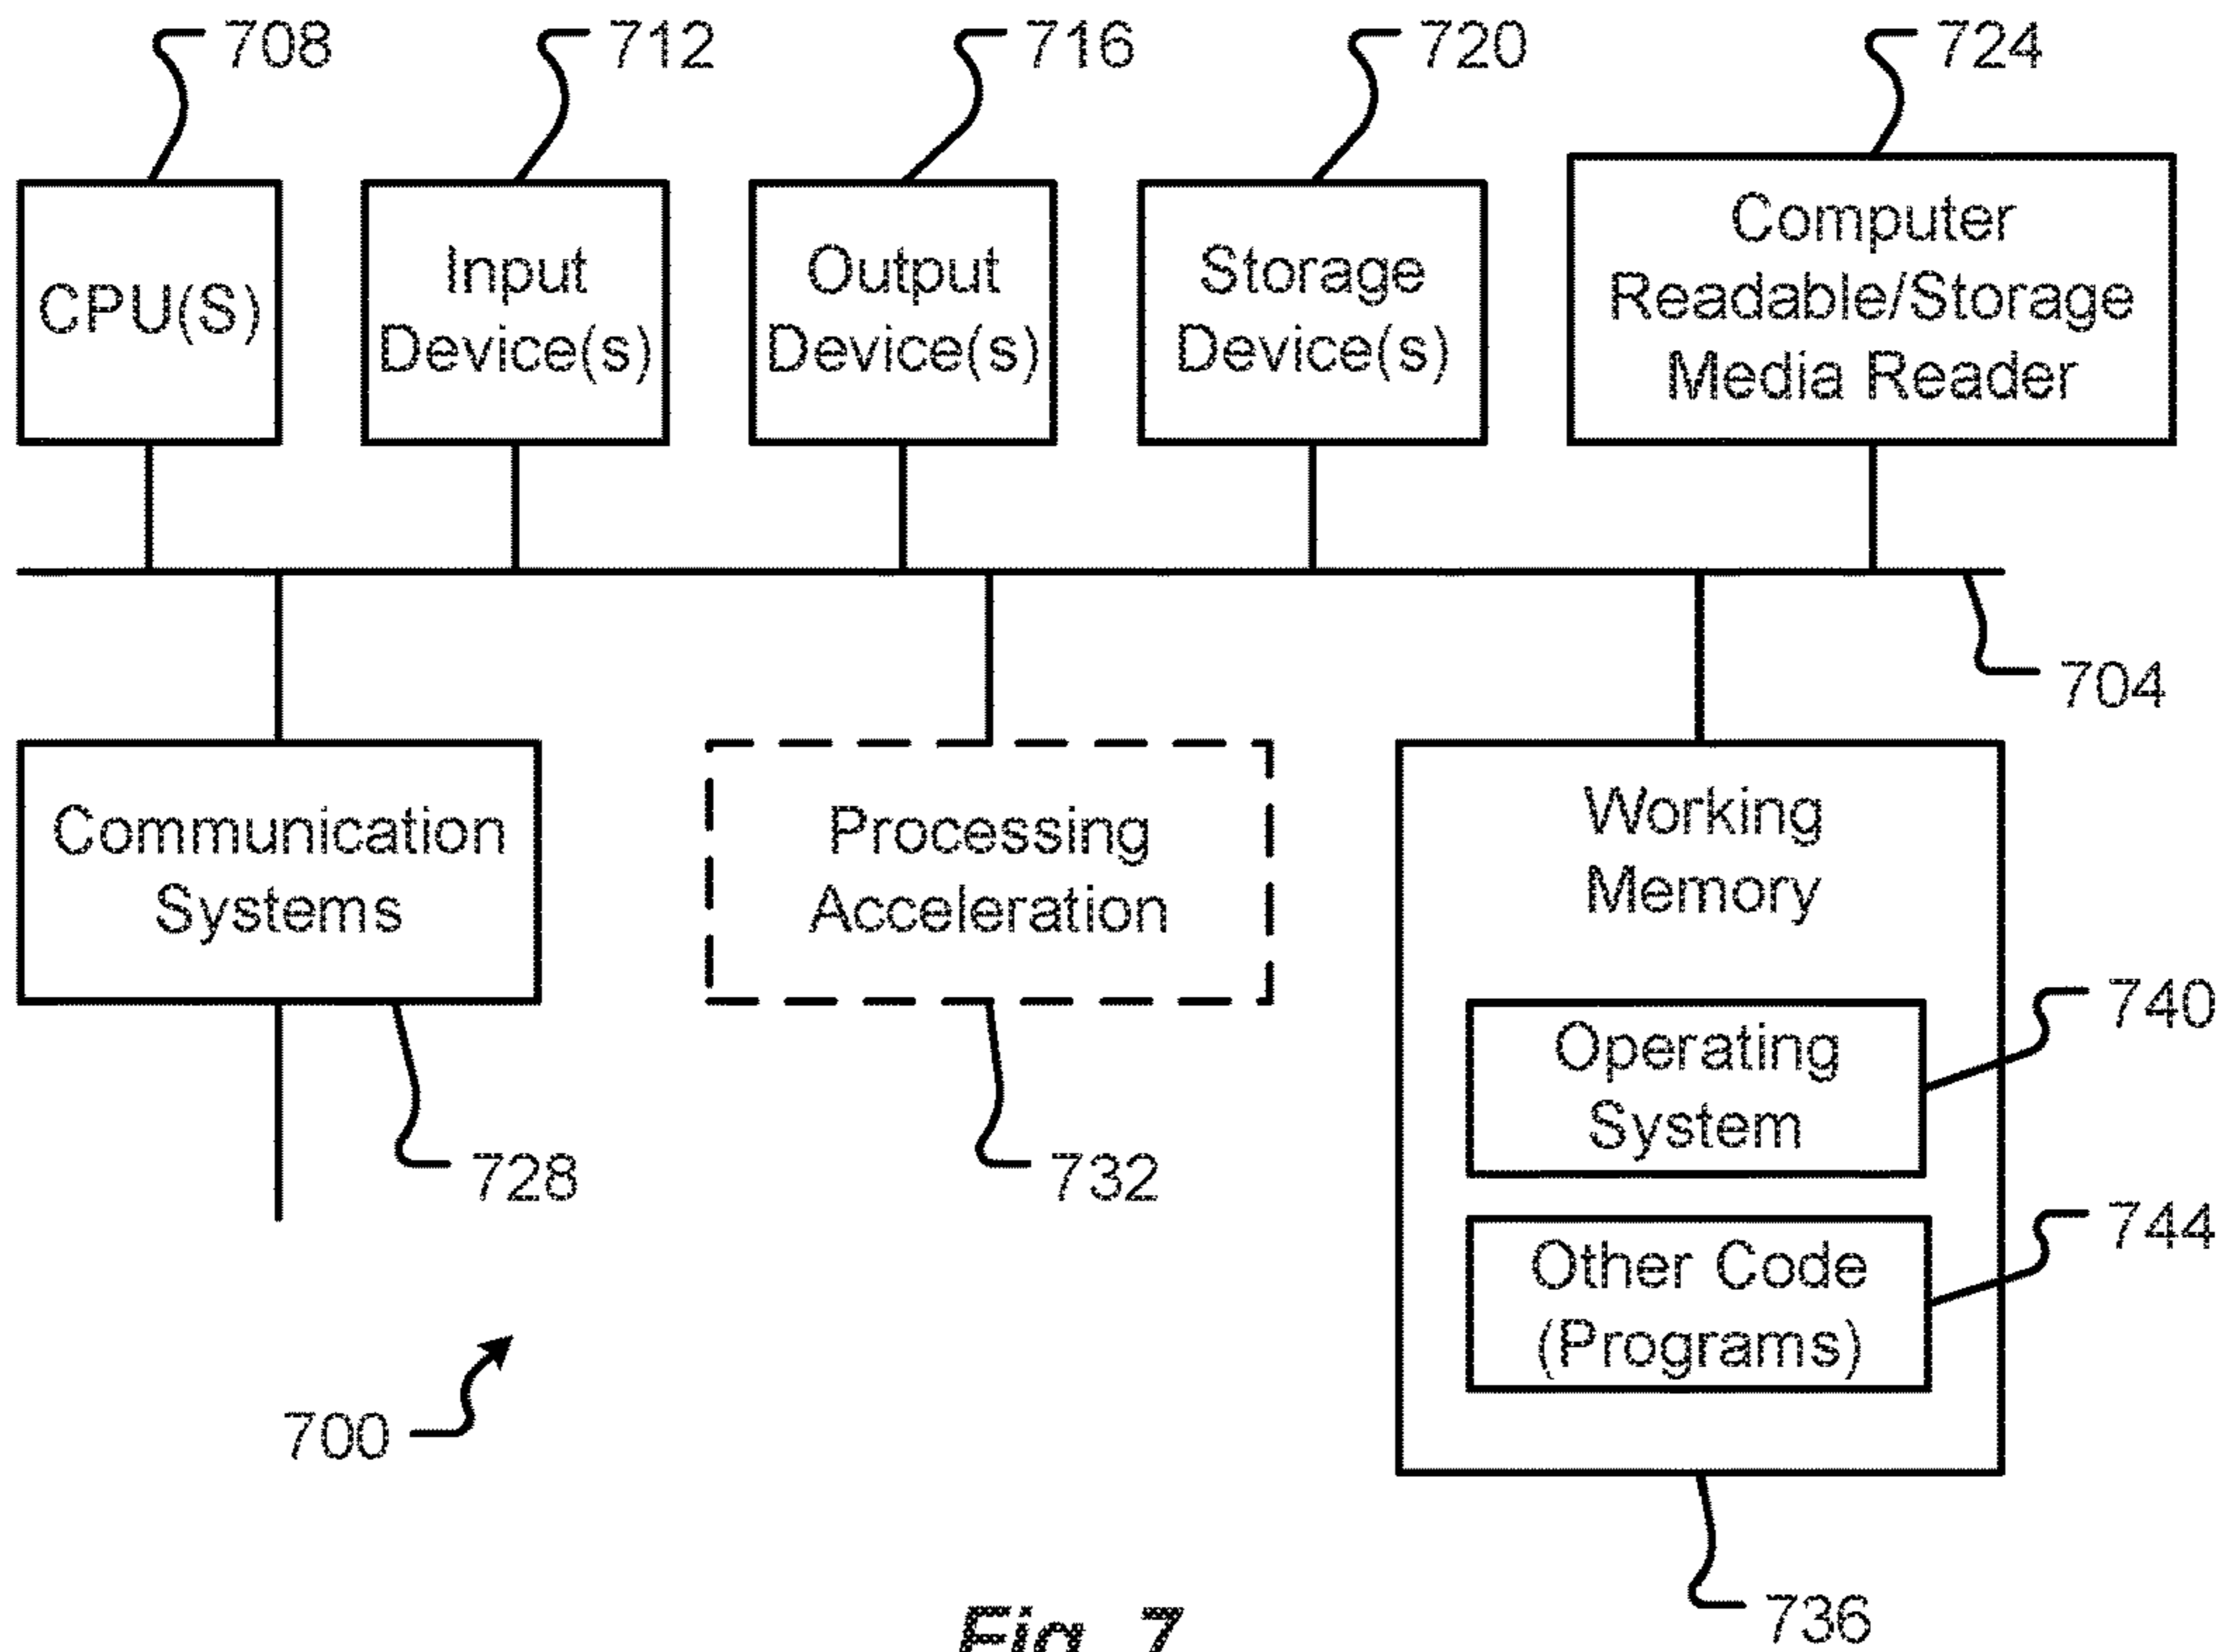 708
712
716
720
724
CPU(S)
Input
Device(s)
Output
Device(s)
Storage
Device(s)
Computer
Readable/Storage
Media Reader
704
Communication
Systems
Processing
Acceleration
Working
Memory
Operating
System
Other Code
(Programs)
740
744
728
732
700
736
Fig. 7